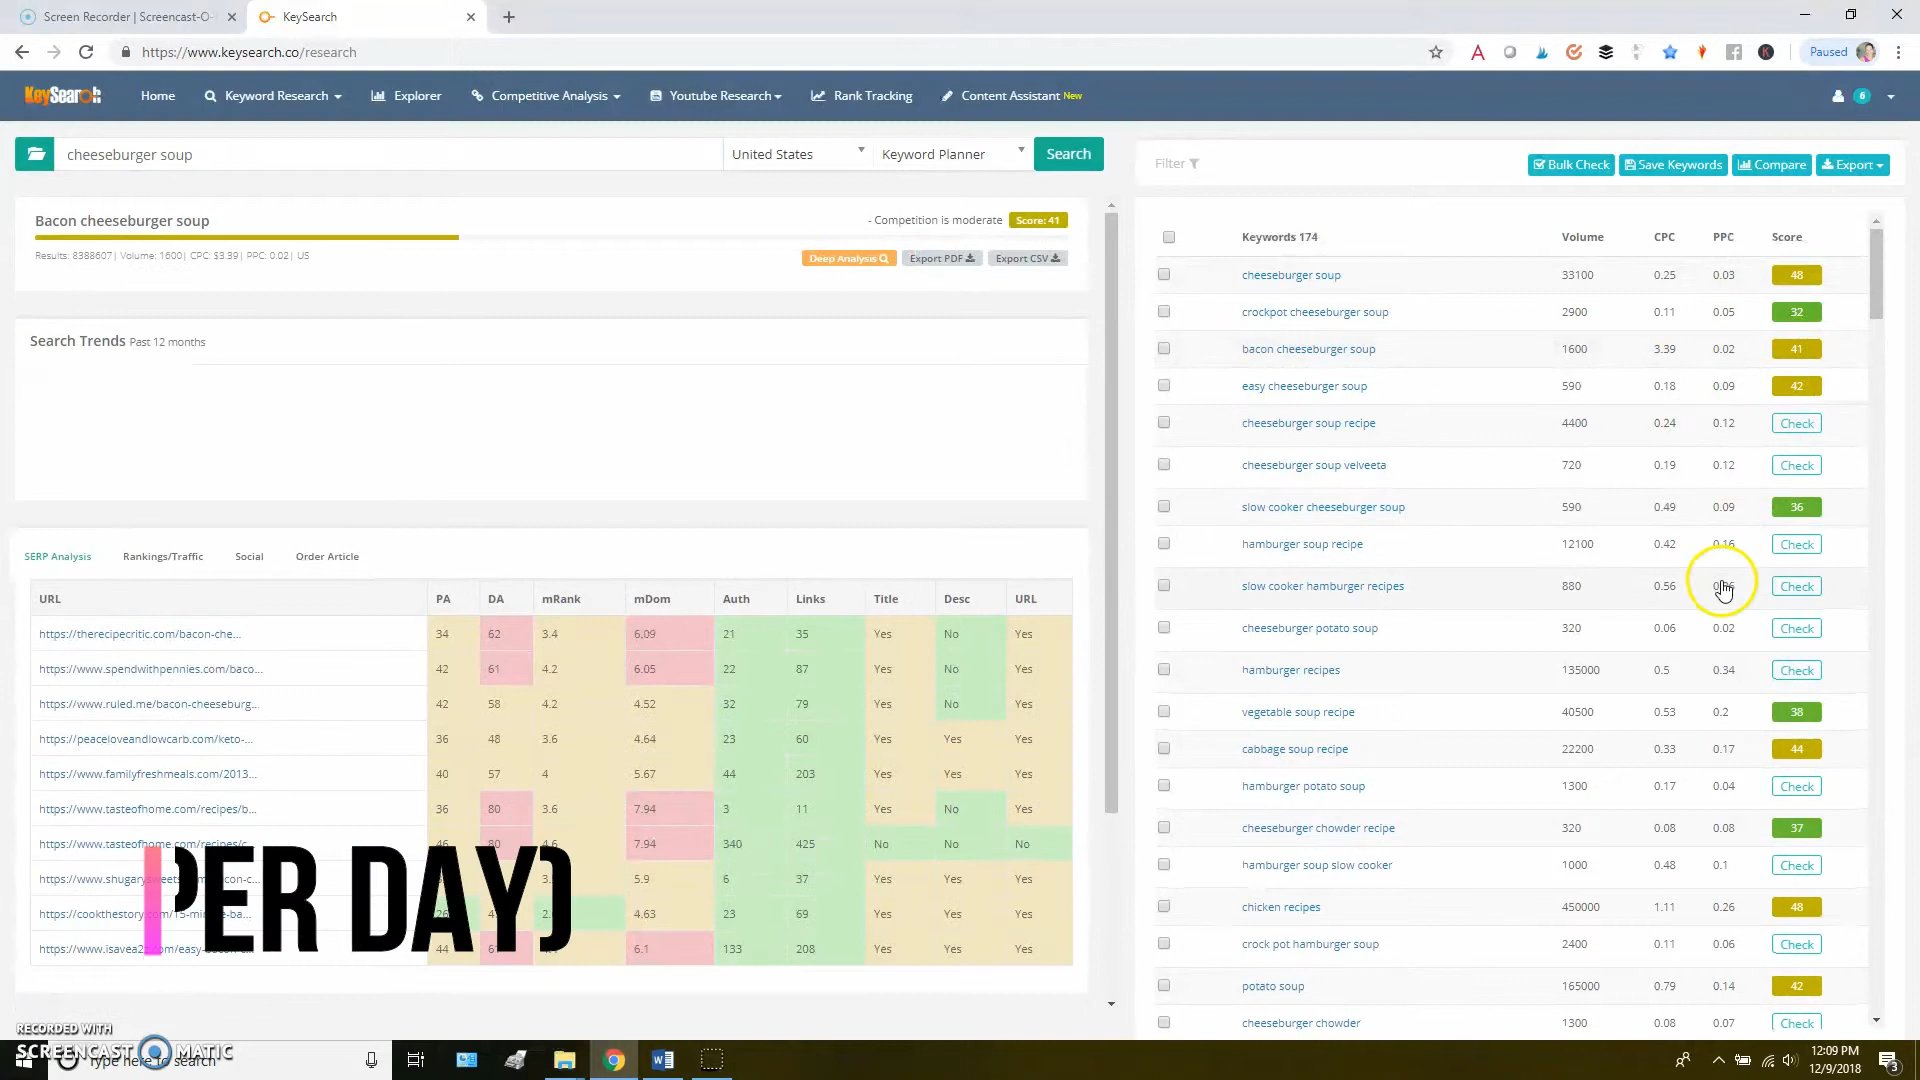 Screen Recorder | Screencast-O-
KeySearch
https://www.keysearch.co/research
Paused
KeySearch
Home
Keyword Research
Explorer
Competitive Analysis
Youtube Research
Rank Tracking
Content Assistant New
6
cheeseburger soup
United States
Keyword Planner
Search
Filter
Bulk Check
Save Keywords
Compare
Export
Bacon cheeseburger soup
- Competition is moderate Score: 41
Results: 8388607| Volume: 1600| CPC: $3.39| PPC: 0.02| US
Deep Analysis
Export PDF
Export CSV
Search Trends Past 12 months
SERP Analysis
Rankings/Traffic
Social
Order Article
URL PA DA mRank mDom Auth Links Title Desc URL
https://therecipecritic.com/bacon-che... 34 62 3.4 6.09 21 35 Yes No Yes
https://www.spendwithpennies.com/baco... 42 61 4.2 6.05 22 87 Yes No Yes
https://www.ruled.me/bacon-cheeseburg... 42 58 4.2 4.52 32 79 Yes No Yes
https://peaceloveandlowcarb.com/keto-... 36 48 3.6 4.64 23 60 Yes Yes Yes
https://www.familyfreshmeals.com/2013... 40 57 4 5.67 44 203 Yes Yes Yes
https://www.tasteofhome.com/recipes/b... 36 80 3.6 7.94 3 11 Yes No Yes
https://www.tasteofhome.com/recipes/c... 80 7.94 340 425 No No No
5.9 6 37 Yes Yes Yes
4.63 23 69 Yes Yes Yes
44 6.1 133 208 Yes Yes Yes
PER DAY)
Keywords 174 Volume CPC PPC Score
cheeseburger soup 33100 0.25 0.03 48
crockpot cheeseburger soup 2900 0.11 0.05 32
bacon cheeseburger soup 1600 3.39 0.02 41
easy cheeseburger soup 590 0.18 0.09 42
cheeseburger soup recipe 4400 0.24 0.12 Check
cheeseburger soup velveeta 720 0.19 0.12 Check
slow cooker cheeseburger soup 590 0.49 0.09 36
hamburger soup recipe 12100 0.42 0.16 Check
slow cooker hamburger recipes 880 0.56 Check
cheeseburger potato soup 320 0.06 0.02 Check
hamburger recipes 135000 0.5 0.34 Check
vegetable soup recipe 40500 0.53 0.2 38
cabbage soup recipe 22200 0.33 0.17 44
hamburger potato soup 1300 0.17 0.04 Check
cheeseburger chowder recipe 320 0.08 0.08 37
hamburger soup slow cooker 1000 0.48 0.1 Check
chicken recipes 450000 1.11 0.26 48
crock pot hamburger soup 2400 0.11 0.06 Check
potato soup 165000 0.79 0.14 42
cheeseburger chowder 1300 0.08 0.07 Check
RECORDED WITH
SCREENCAST MATIC
Type here to search
12:09 PM
12/9/2018
3